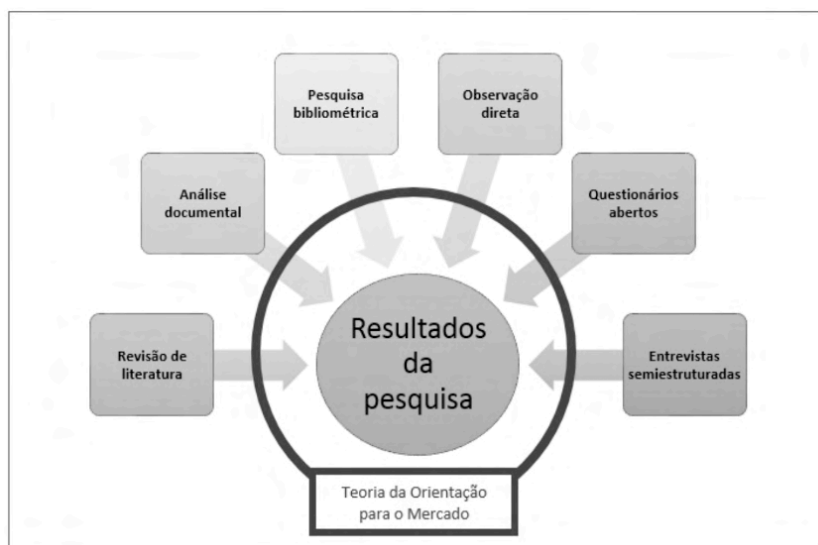 Pesquisa
bibliométrica
Observação
direta
Análise
documental
Questionários
abertos
Revisão de
literatura
Resultados
da
pesquisa
Entrevistas
semiestruturadas
Teoria da Orientação
para o Mercado